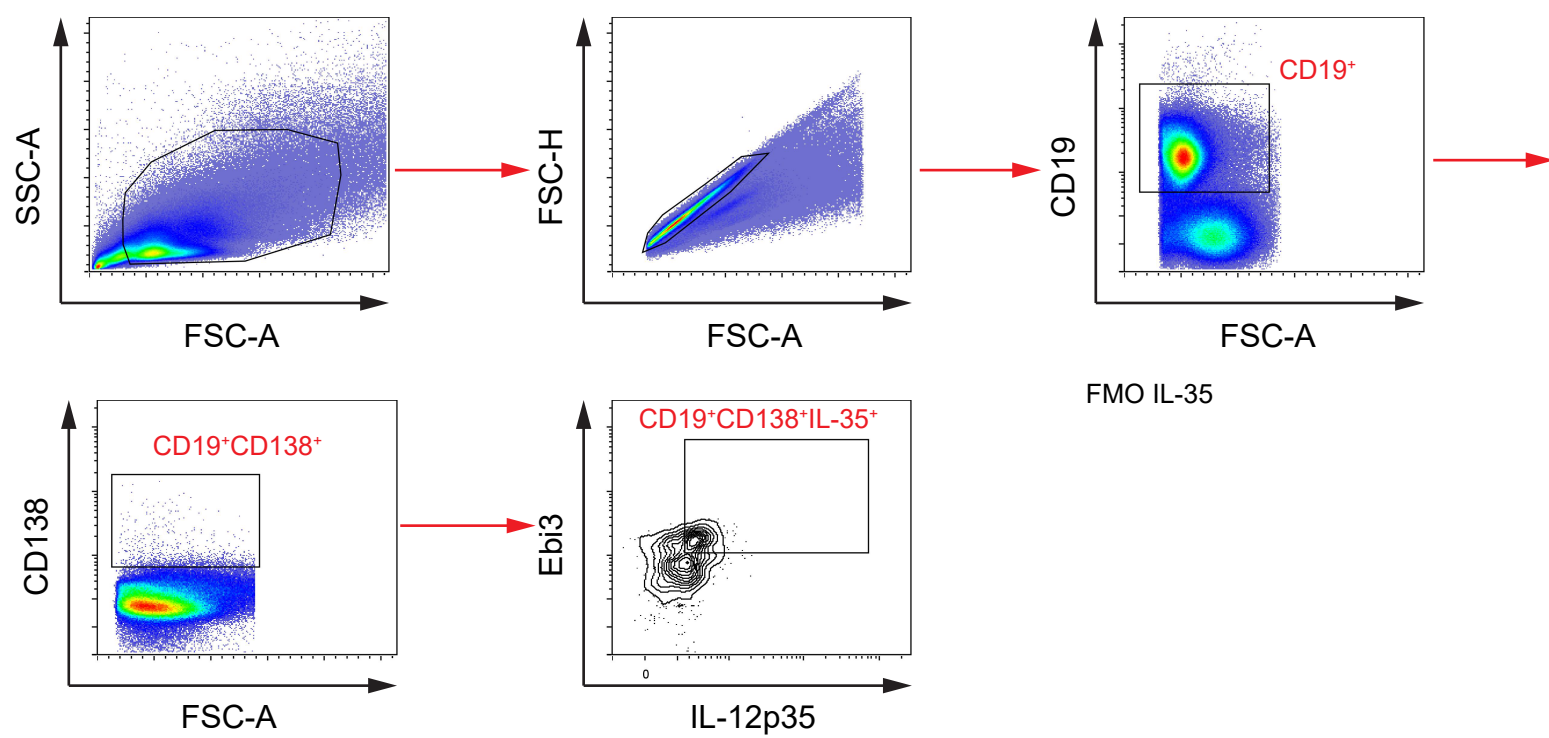 SSC-A
FSC-A
FSC-H
FSC-A
CD19
CD19⁺
FSC-A
FMO IL-35
CD138
CD19⁺CD138⁺
FSC-A
Ebi3
CD19⁺CD138⁺IL-35⁺
0
IL-12p35